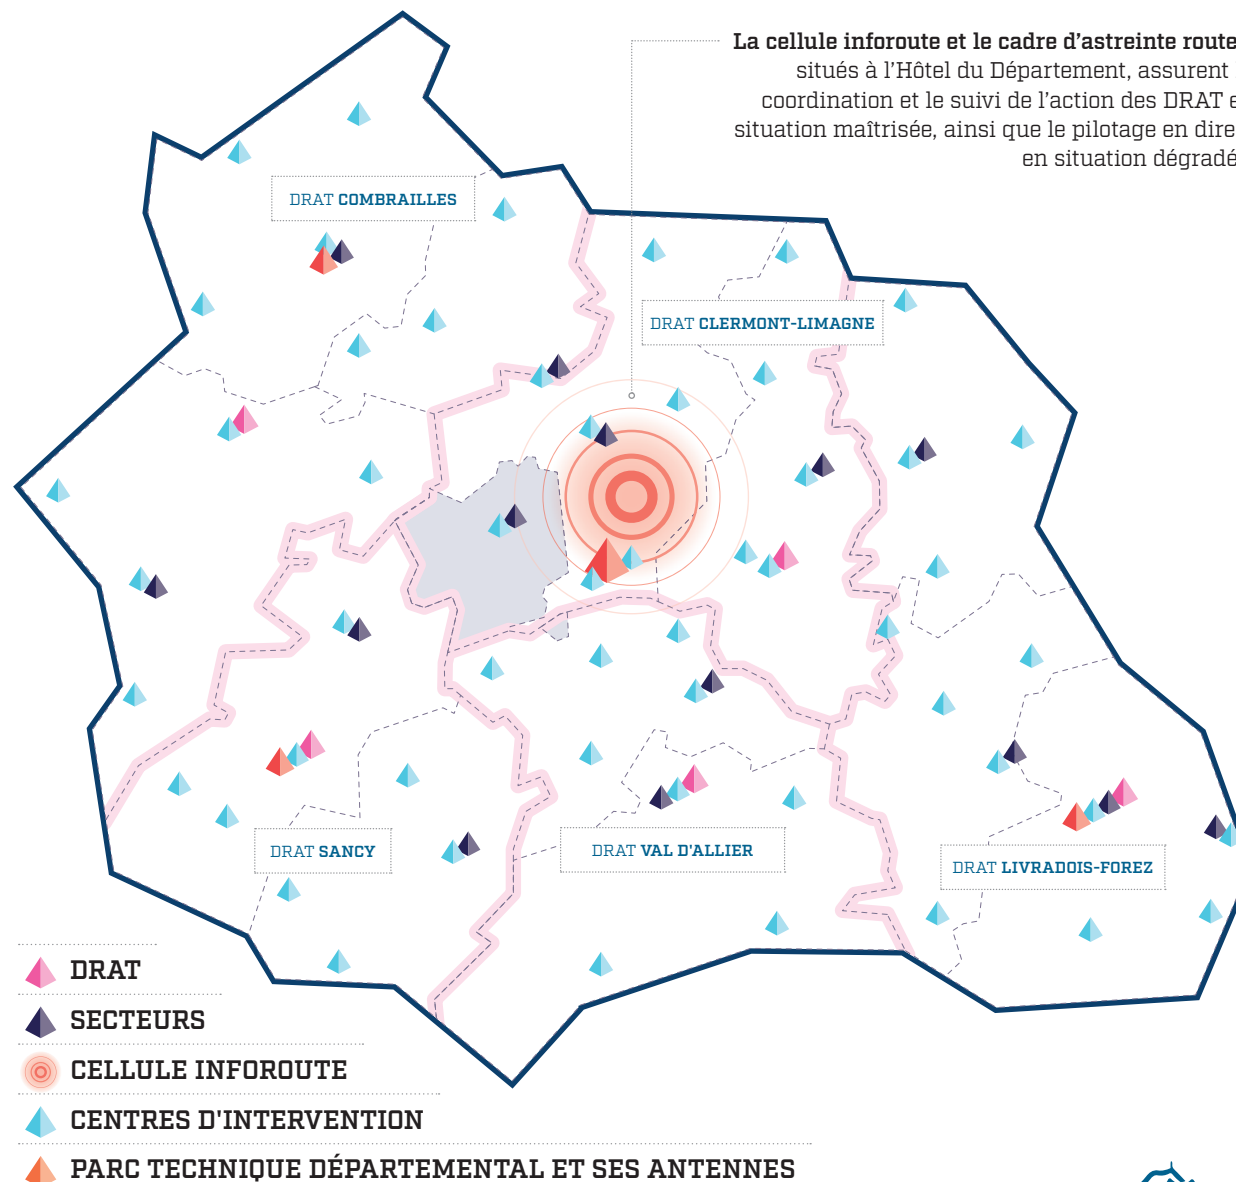 La cellule inforoute et le cadre d'astreinte route
situés à l'Hôtel du Département, assurent
coordination et le suivi de l'action des DRAT e
situation maîtrisée, ainsi que le pilotage en dire
en situation dégradé
DRAT COMBRAILLES
DRAT CLERMONT-LIMAGNE
DRAT SANCY
DRAT VAL D'ALLIER
DRAT LIVRADOIS-FOREZ
DRAT
SECTEURS
CELLULE INFOROUTE
CENTRES D'INTERVENTION
PARC TECHNIQUE DÉPARTEMENTAL ET SES ANTENNES